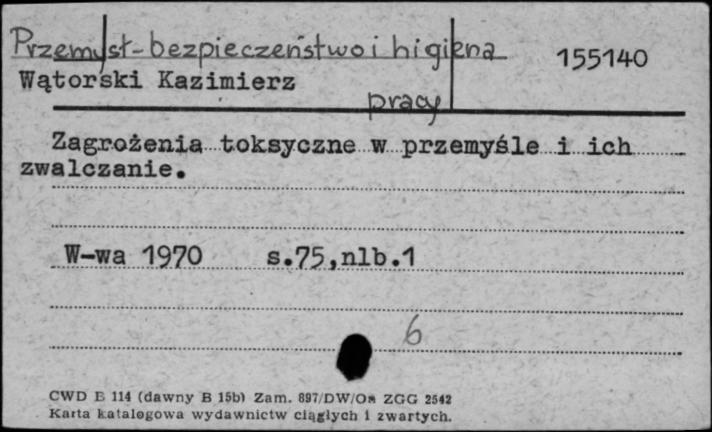 Przemysł-bezpieczeństwo i higiena 155140
Wątorski Kazimierz
pracy
Zagrożenia toksyczne w przemyśle i ich
zwalczanie.
W-wa 1970 s.75,nlb.1
6
CWD E 114 (dawny B 15b) Zam. 897/DW/Oa ZGG 2542
Karta katalogowa wydawnictw ciągłych i zwartych.